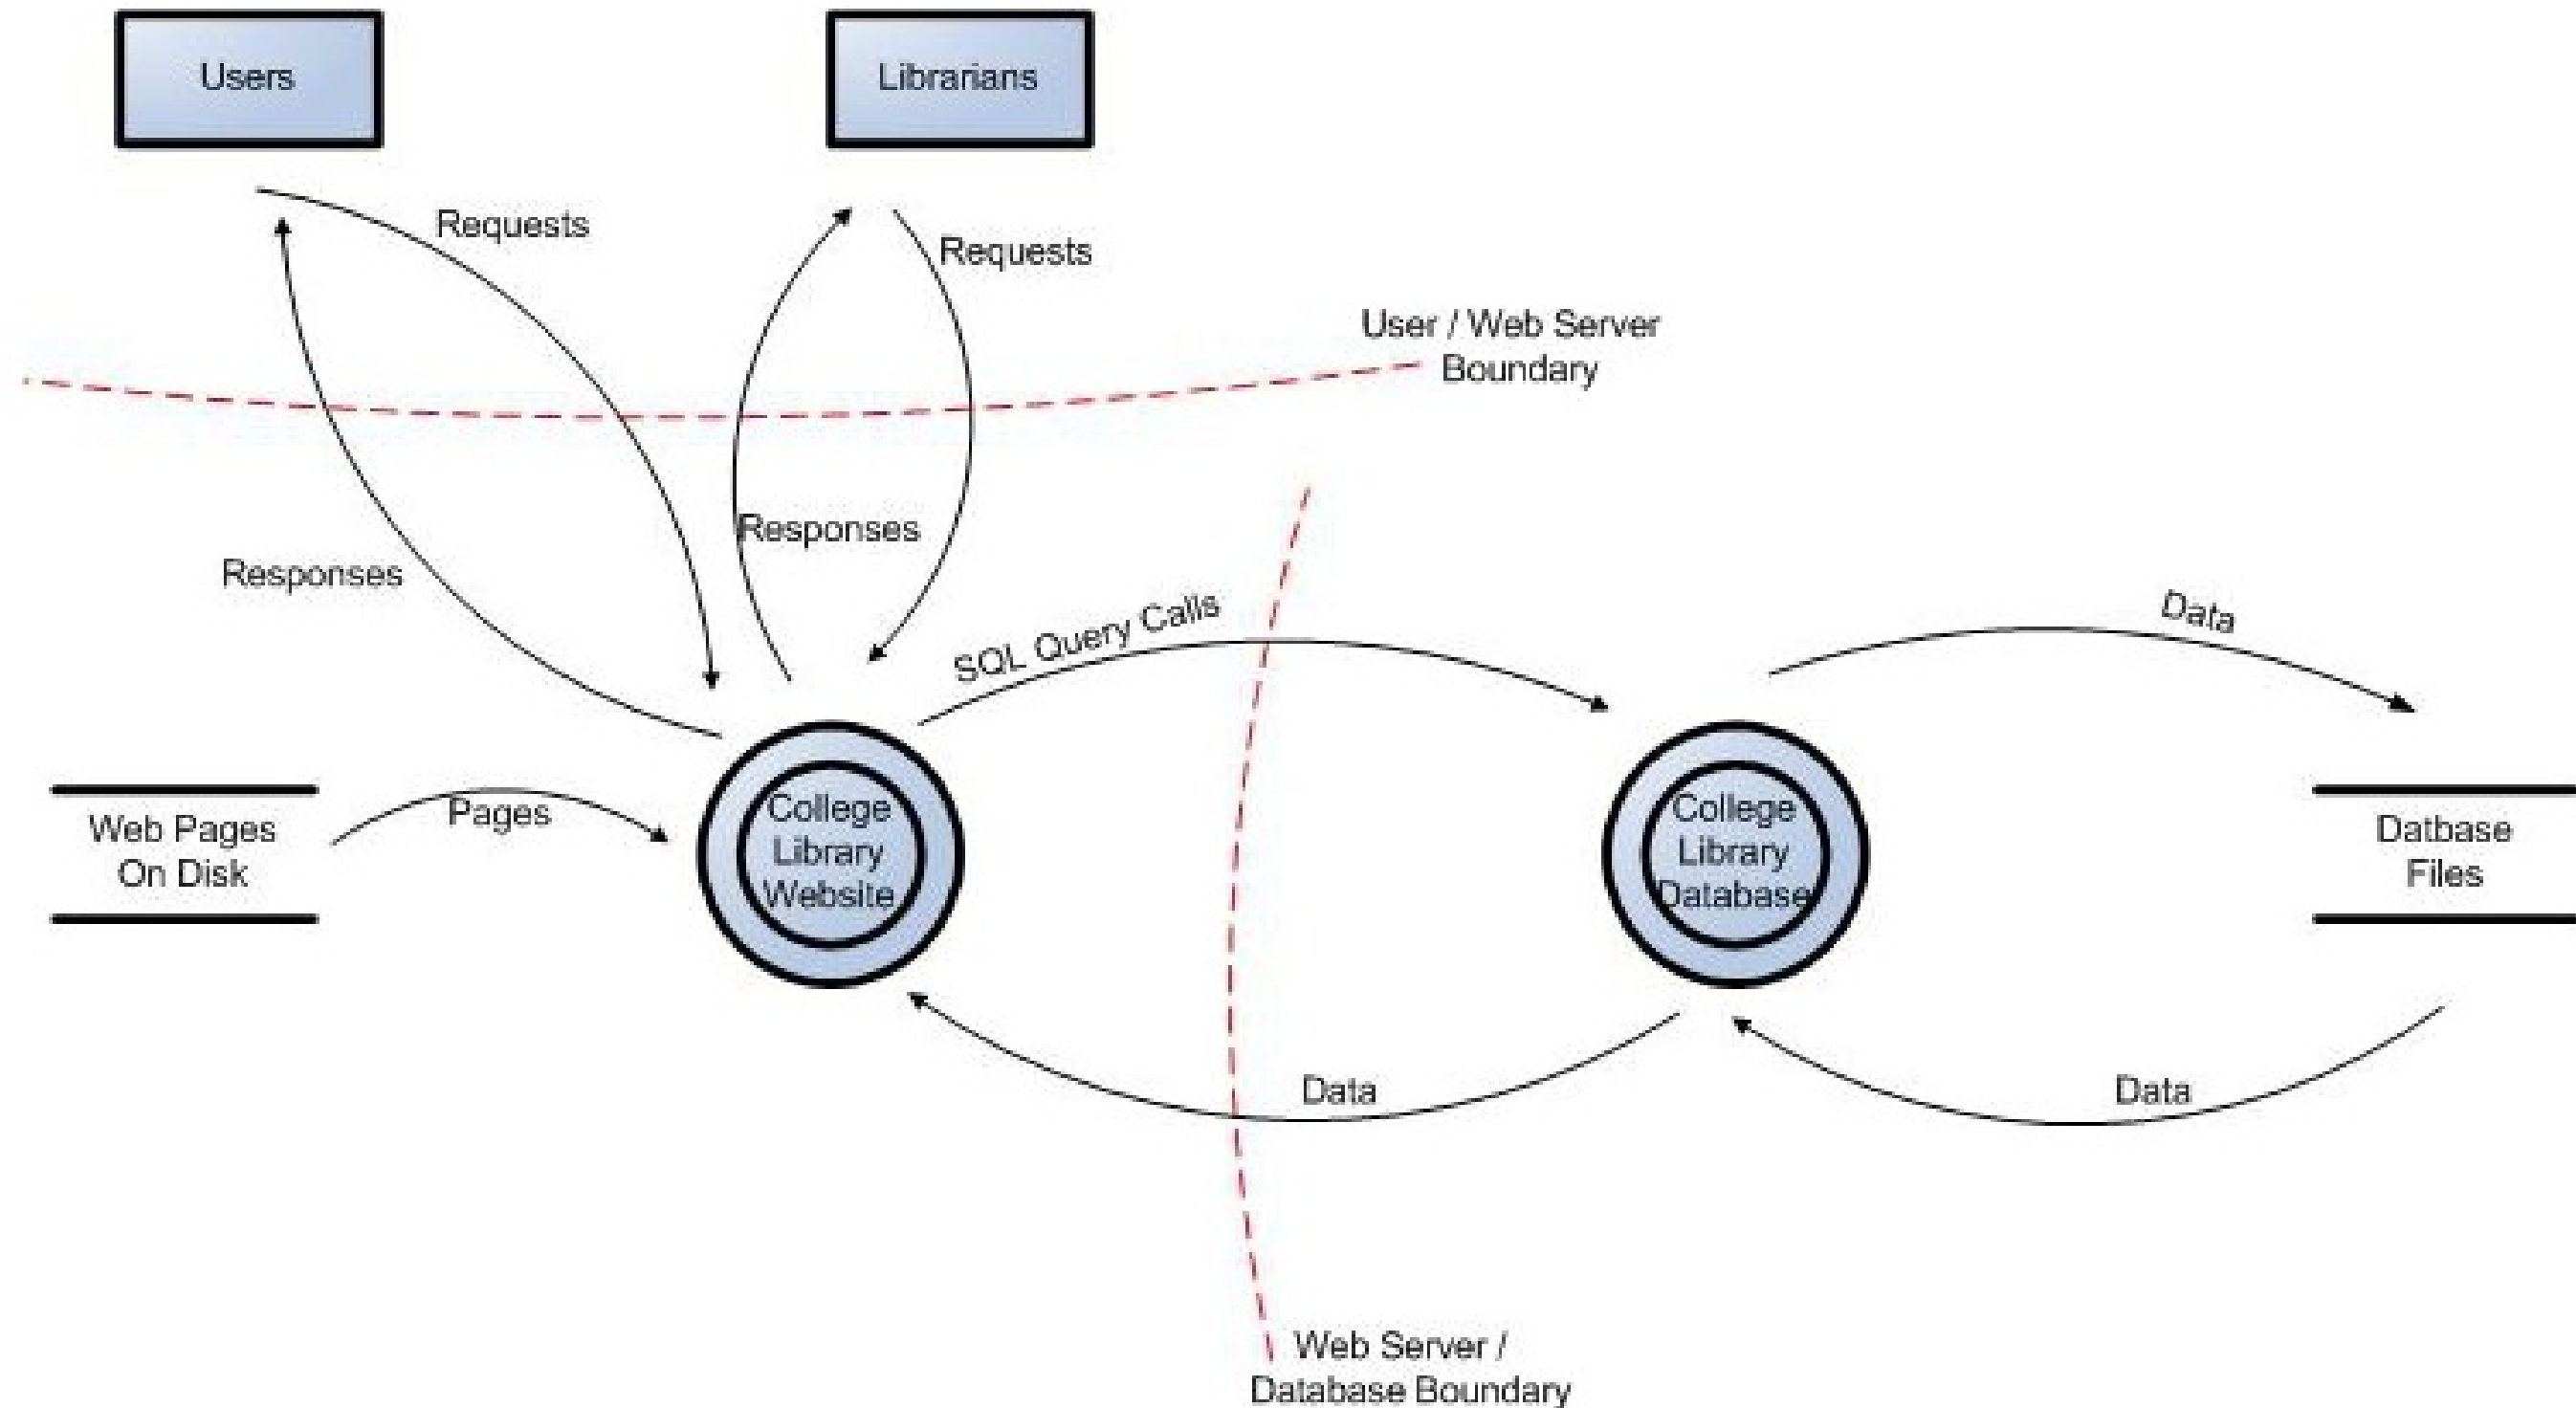 Users
Librarians
Requests
Requests
User / Web Server
Boundary
Responses
Responses
SQL Query Calls
Data
Web Pages
On Disk
Pages
College
Library
Website
College
Library
Database
Datbase
Files
Data
Data
Web Server /
Database Boundary